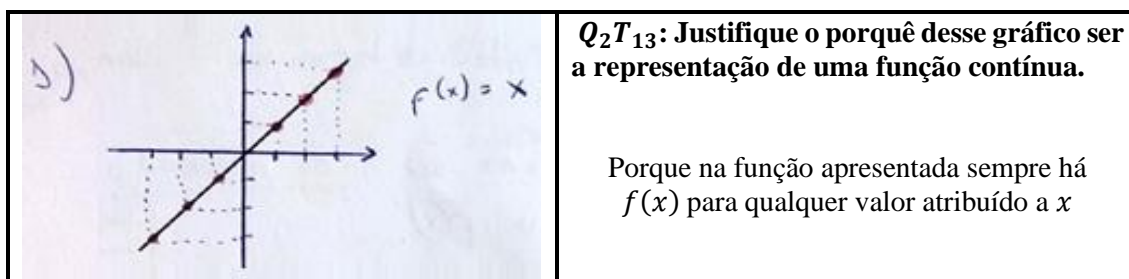 1)
f(x) = x
Q₂T₁₃: Justifique o porquê desse gráfico ser
a representação de uma função contínua.
Porque na função apresentada sempre há
f(x) para qualquer valor atribuído a x